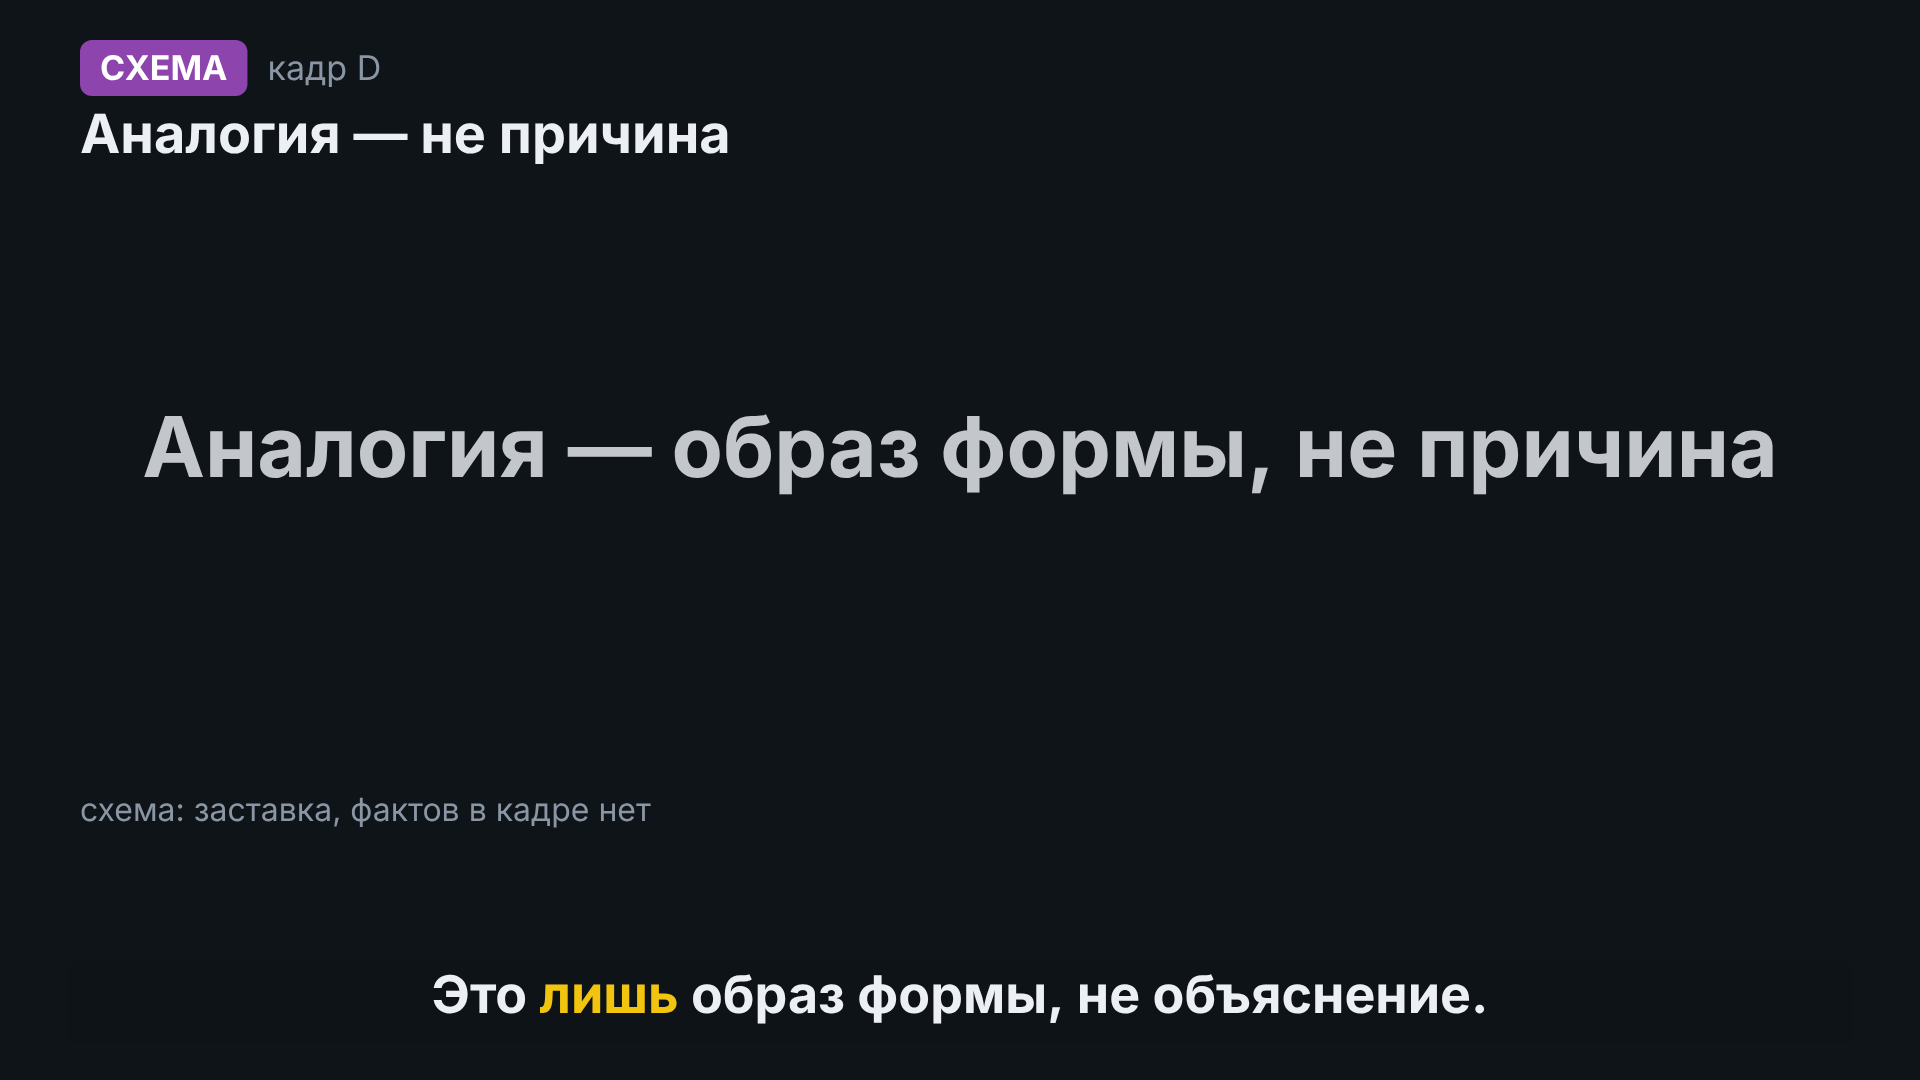 СХЕМА кадр D
Аналогия — не причина
Аналогия — образ формы, не причина
схема: заставка, фактов в кадре нет
Это лишь образ формы, не объяснение.